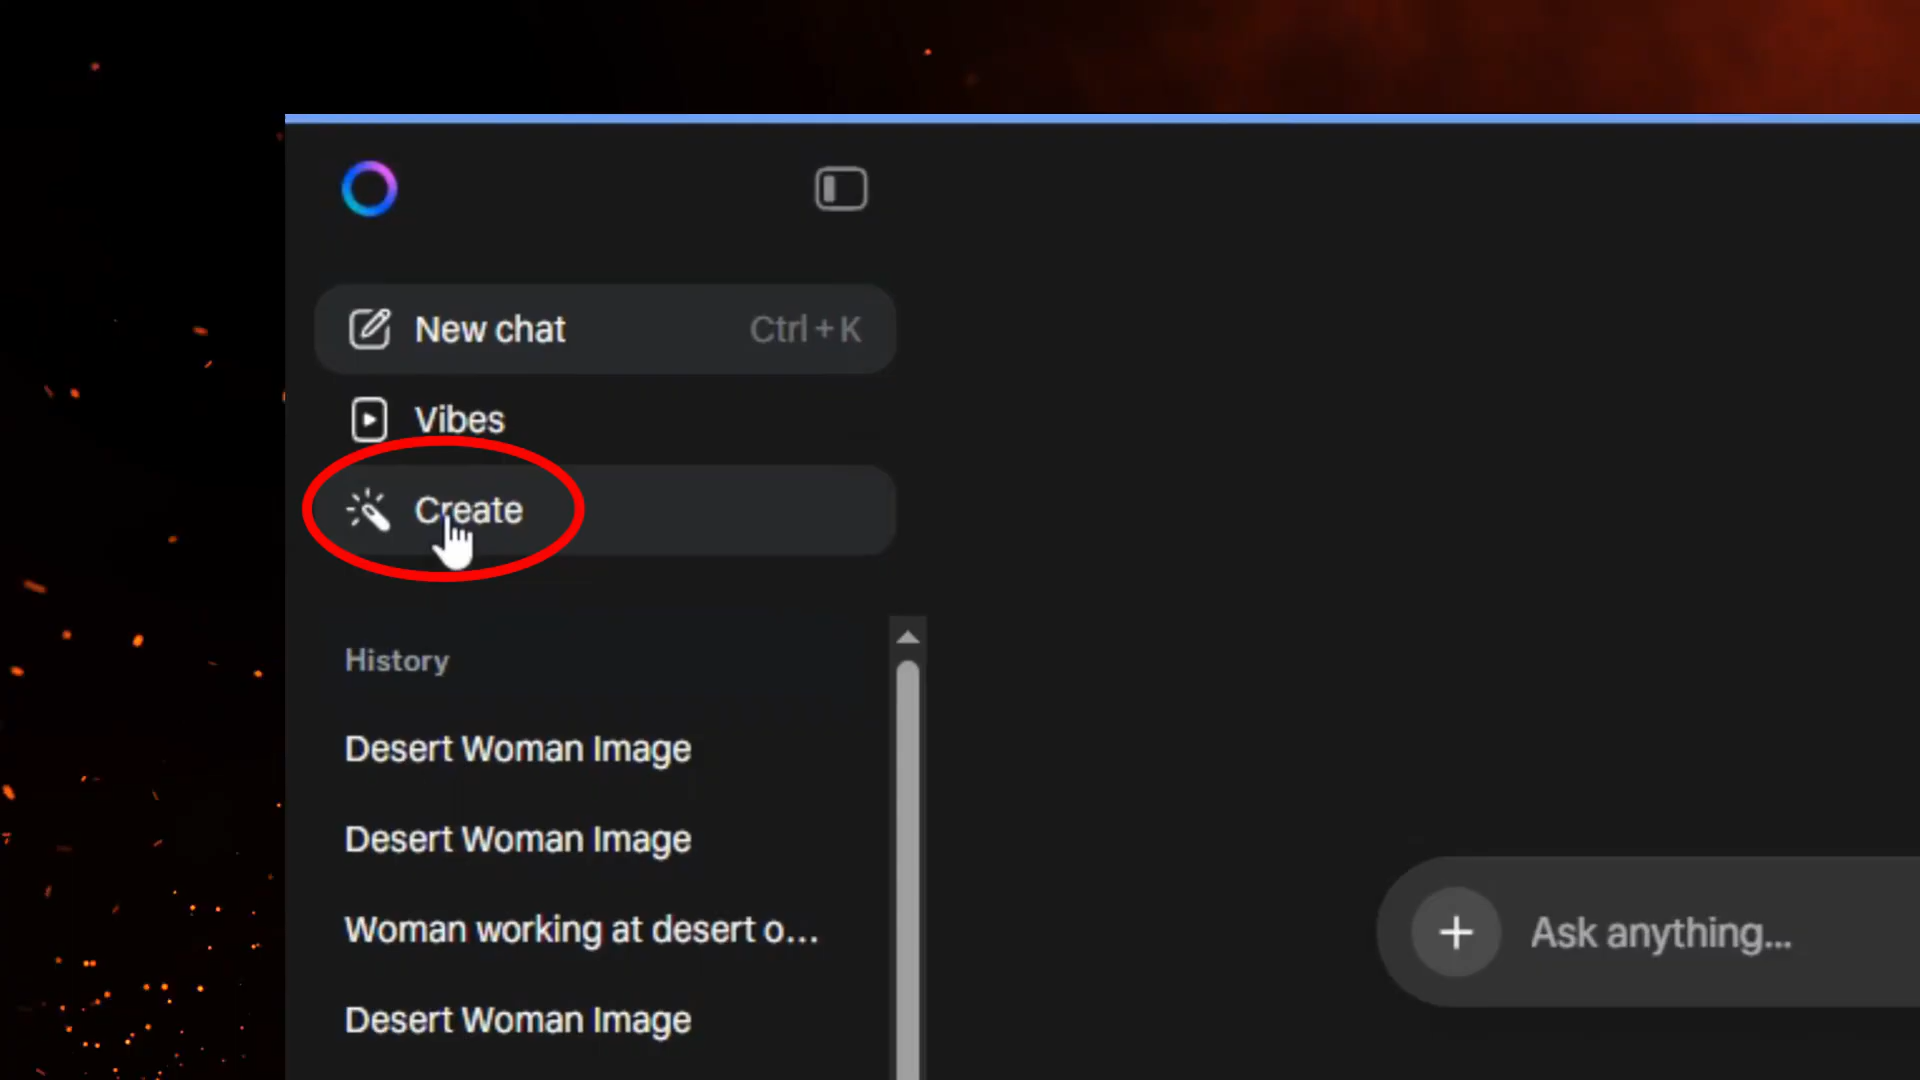 New chat Ctrl + K
Vibes
Create
History
Desert Woman Image
Desert Woman Image
Woman working at desert o...
Ask anything...
Desert Woman Image